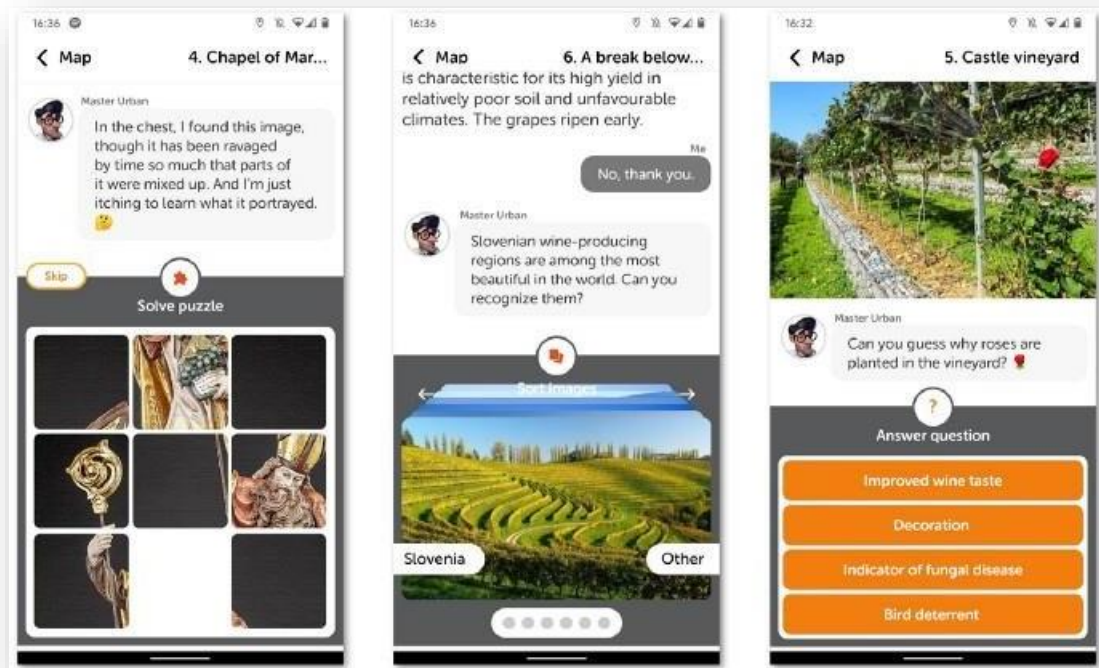 16:36
Map
4. Chapel of Mar...
Master Urban
In the chest, I found this image,
though it has been ravaged
by time so much that parts of
it were mixed up. And I'm just
itching to learn what it portrayed.
Skip
Solve puzzle
16:36
Map
6. A break below...
is characteristic for its high yield in
relatively poor soil and unfavourable
climates. The grapes ripen early.
Me
No, thank you.
Master Urban
Slovenian wine-producing
regions are among the most
beautiful in the world. Can you
recognize them?
Sort Images
Slovenia
Other
16:32
Map
5. Castle vineyard
Master Urban
Can you guess why roses are
planted in the vineyard?
?
Answer question
Improved wine taste
Decoration
Indicator of fungal disease
Bird deterrent